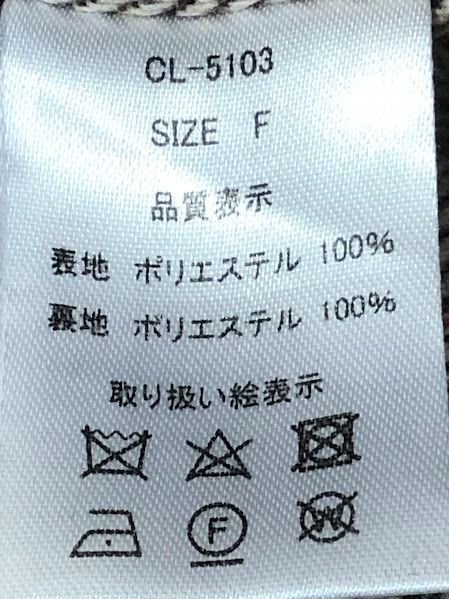 CL-5103
SIZE F
品質表示
表地 ポリエステル 100%
裏地 ポリエステル 100%
取り扱い絵表示
F
W